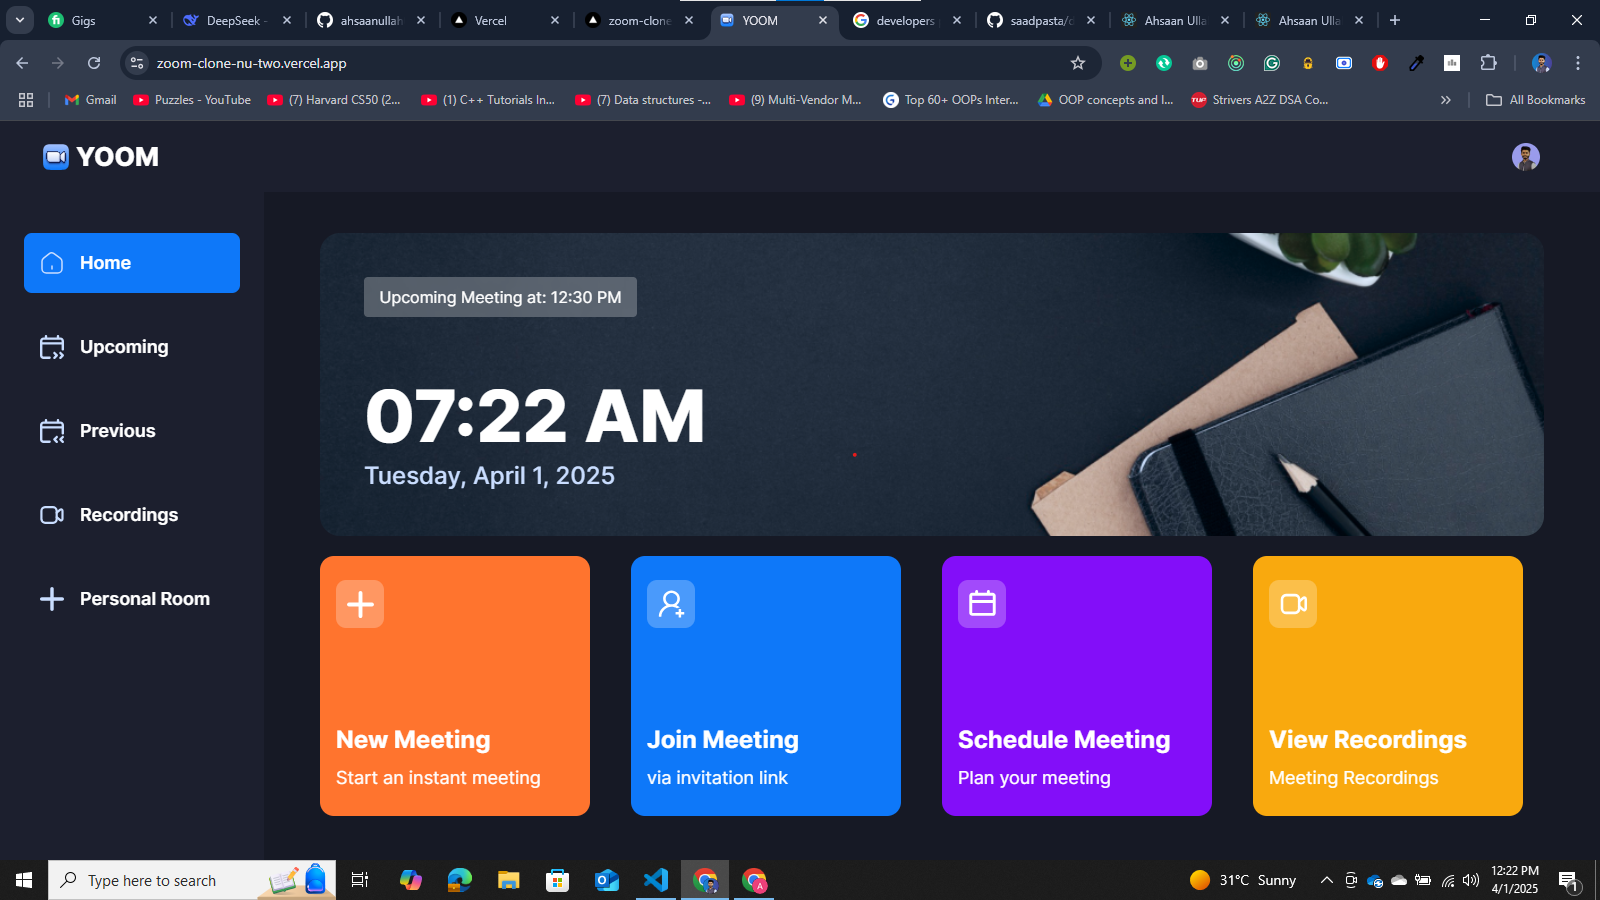 Gigs
DeepSeek -
ahsaanullah
Vercel
zoom-clone
YOOM
developers
saadpasta/d
Ahsaan Ulla
Ahsaan Ulla
zoom-clone-nu-two.vercel.app
Gmail
Puzzles - YouTube
(7) Harvard CS50 (2...
(1) C++ Tutorials In...
(7) Data structures -...
(9) Multi-Vendor M...
Top 60+ OOPs Inter...
OOP concepts and I...
Strivers A2Z DSA Co...
All Bookmarks
YOOM
Home
Upcoming
Previous
Recordings
Personal Room
Upcoming Meeting at: 12:30 PM
07:22 AM
Tuesday, April 1, 2025
New Meeting
Start an instant meeting
Join Meeting
via invitation link
Schedule Meeting
Plan your meeting
View Recordings
Meeting Recordings
Type here to search
31°C Sunny
12:22 PM
4/1/2025
1